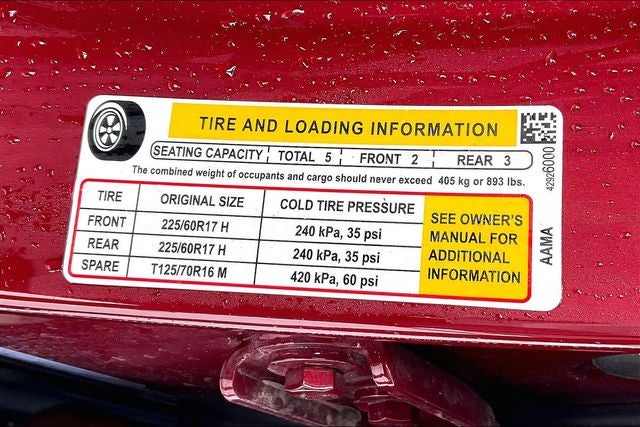 TIRE AND LOADING INFORMATION
SEATING CAPACITY TOTAL 5 FRONT 2 REAR 3
The combined weight of occupants and cargo should never exceed 405 kg or 893 lbs.
TIRE ORIGINAL SIZE COLD TIRE PRESSURE
FRONT 225/60R17 H 240 kPa, 35 psi
REAR 225/60R17 H 240 kPa, 35 psi
SPARE T125/70R16 M 420 kPa, 60 psi
SEE OWNER'S
MANUAL FOR
ADDITIONAL
INFORMATION
42926000
AAMA